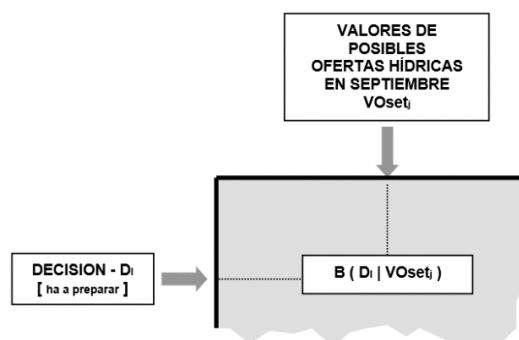 VALORES DE
POSIBLES
OFERTAS HÍDRICAS
EN SEPTIEMBRE
VOsetj
DECISION - Di
[ ha a preparar ]
B ( Di | VOsetj )